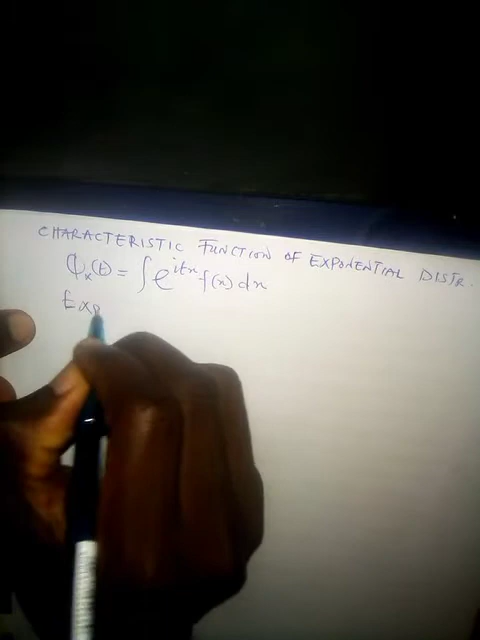 CHARACTERISTIC FUNCTION OF EXPONENTIAL DISTR.
φₓ(t) = ∫e^{itx} f(x) dx
Exp